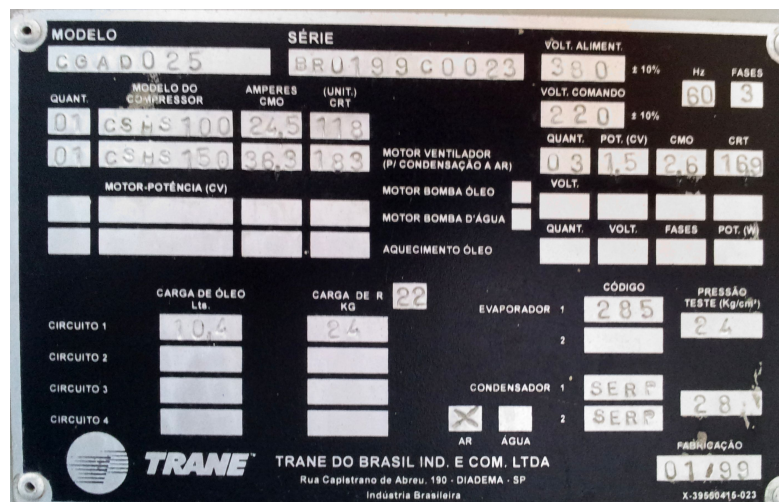 MODELO SÉRIE
CGAD025 BRU199C0023
VOLT. ALIMENT. 380 ± 10%
Hz FASES
60 3
VOLT. COMANDO 220 ± 10%
QUANT. MODELO DO COMPRESSOR AMPERES CMO (UNIT.) CRT
01 CSHS100 24,5 118
01 CSHS150 36,3 183
MOTOR VENTILADOR (P/ CONDENSAÇÃO A AR)
QUANT. POT. (CV) CMO CRT
03 1,5 2,6 16,9
MOTOR-POTÊNCIA (CV)
MOTOR BOMBA ÓLEO
VOLT.
MOTOR BOMBA D'ÁGUA
AQUECIMENTO ÓLEO
QUANT. VOLT. FASES POT. (W)
CARGA DE ÓLEO Lts. CARGA DE R 22 KG
CÓDIGO PRESSÃO TESTE (Kg/cm²)
CIRCUITO 1 10,4 24
EVAPORADOR 1 285 24
CIRCUITO 2
2
CIRCUITO 3
CONDENSADOR 1 SERP 28
CIRCUITO 4
X 2 SERP
AR ÁGUA
FABRICAÇÃO
01/99
TRANE TRANE DO BRASIL IND. E COM. LTDA
Rua Capistrano de Abreu, 190 - DIADEMA - SP
Indústria Brasileira